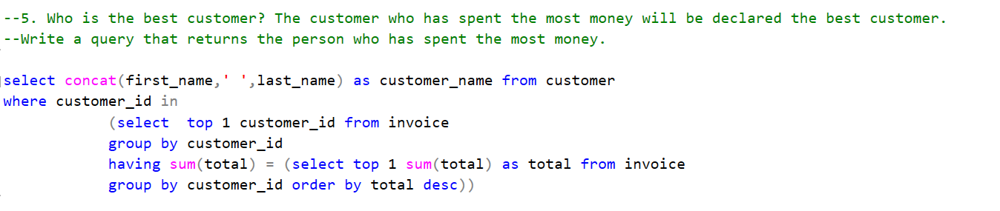 --5. Who is the best customer? The customer who has spent the most money will be declared the best customer.
--Write a query that returns the person who has spent the most money.
select concat(first_name,' ',last_name) as customer_name from customer
where customer_id in
(select  top 1 customer_id from invoice
group by customer_id
having sum(total) = (select top 1 sum(total) as total from invoice
group by customer_id order by total desc))